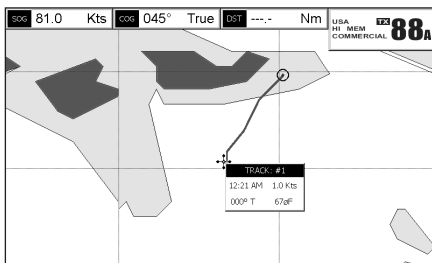 SOG 81.0 Kts COG 045° True DST ---.- Nm
USA TX 88A
HI MEM
COMMERCIAL
TRACK: #1
12:21 AM 1.0 Kts
000° T 67øF